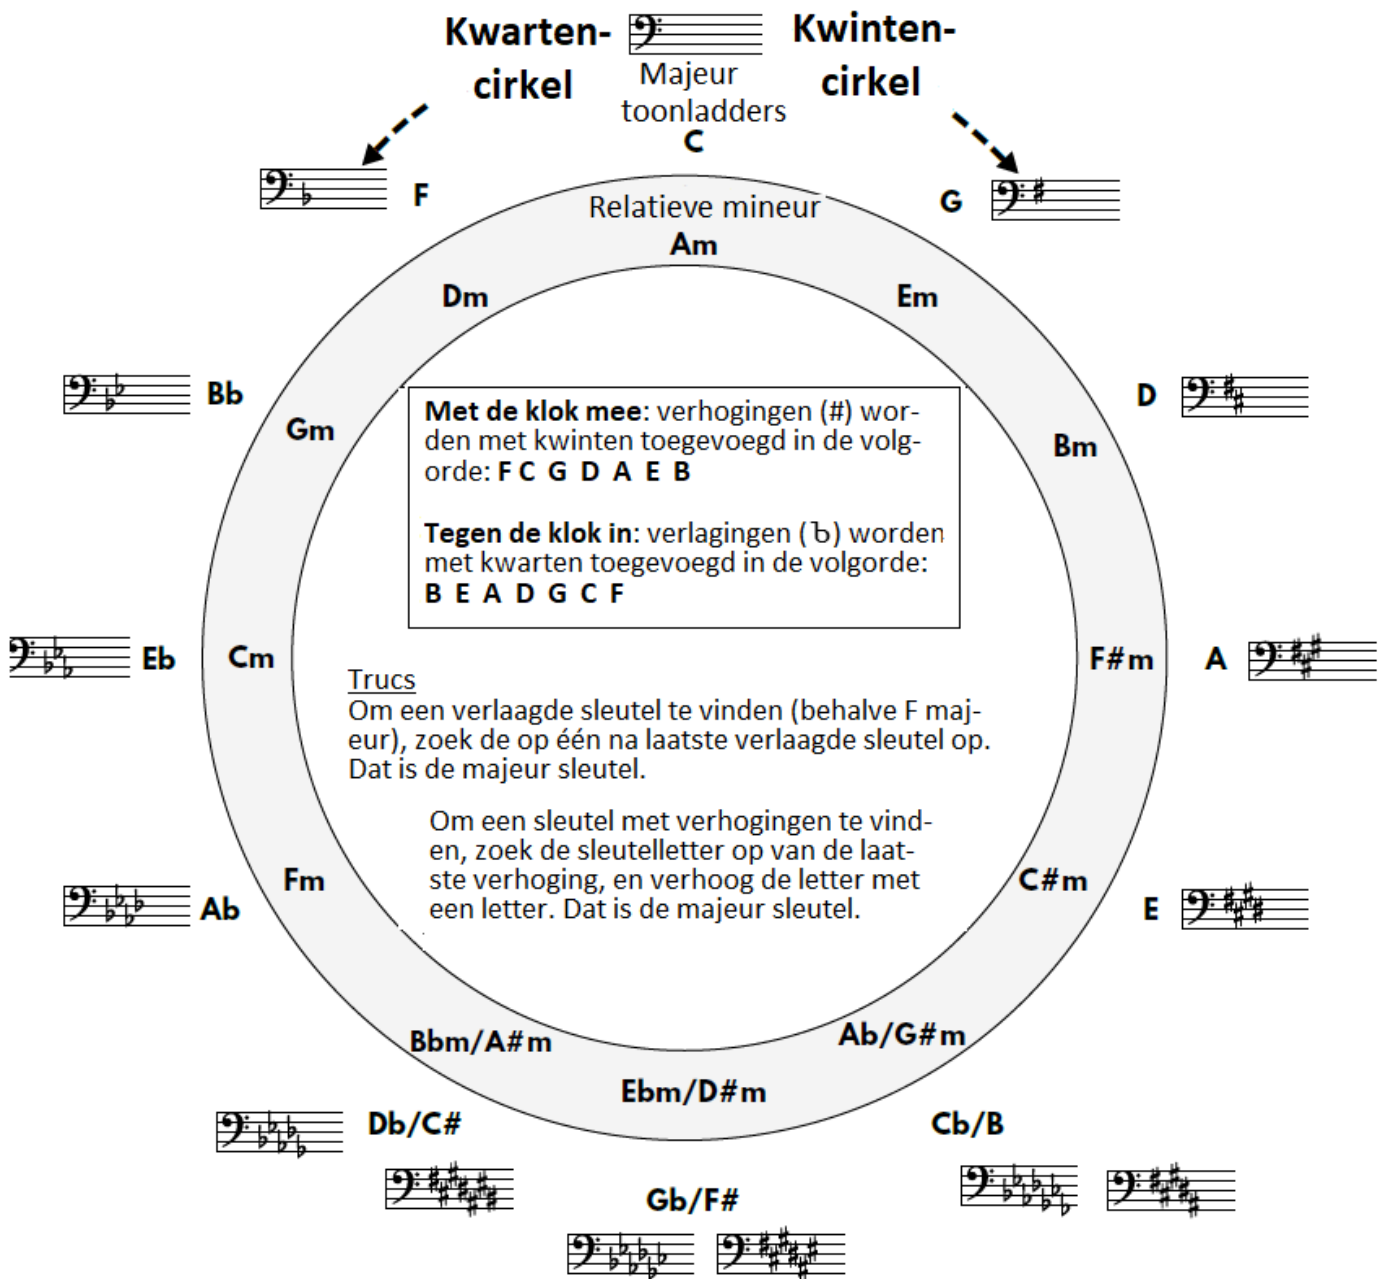 Kwarten-
cirkel
Kwinten-
cirkel
Majeur
toonladders
C
F
G
Relatieve mineur
Am
Dm
Em
Bb
D
Gm
Bm
Met de klok mee: verhogingen (#) wor-
den met kwinten toegevoegd in de volg-
orde: F C G D A E B
Tegen de klok in: verlagingen (Ъ) worden
met kwarten toegevoegd in de volgorde:
B E A D G C F
Eb
Cm
F#m
A
Trucs
Om een verlaagde sleutel te vinden (behalve F maj-
eur), zoek de op één na laatste verlaagde sleutel op.
Dat is de majeur sleutel.
Om een sleutel met verhogingen te vind-
en, zoek de sleutelletter op van de laat-
ste verhoging, en verhoog de letter met
een letter. Dat is de majeur sleutel.
Ab
Fm
C#m
E
Bbm/A#m
Ab/G#m
Ebm/D#m
Db/C#
Cb/B
Gb/F#